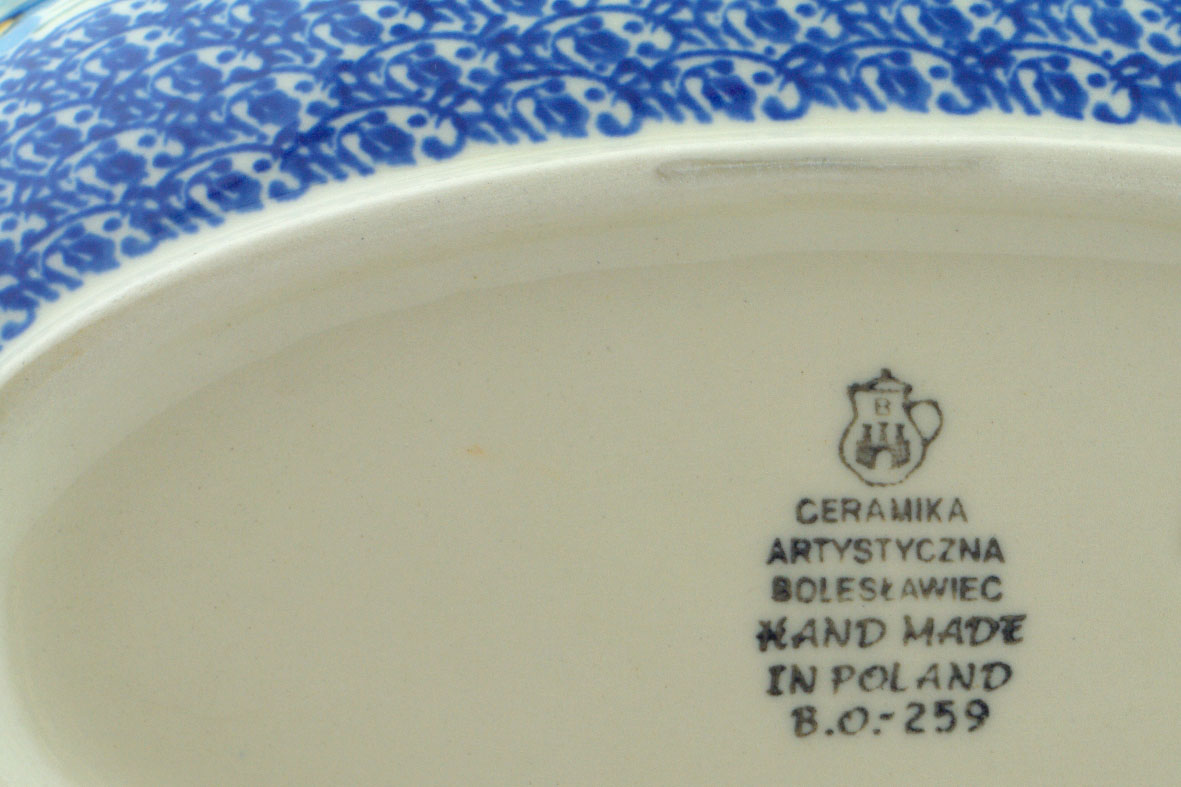 B
CERAMIKA
ARTYSTYCZNA
BOLESŁAWIEC
HAND MADE
IN POLAND
B.O.-259